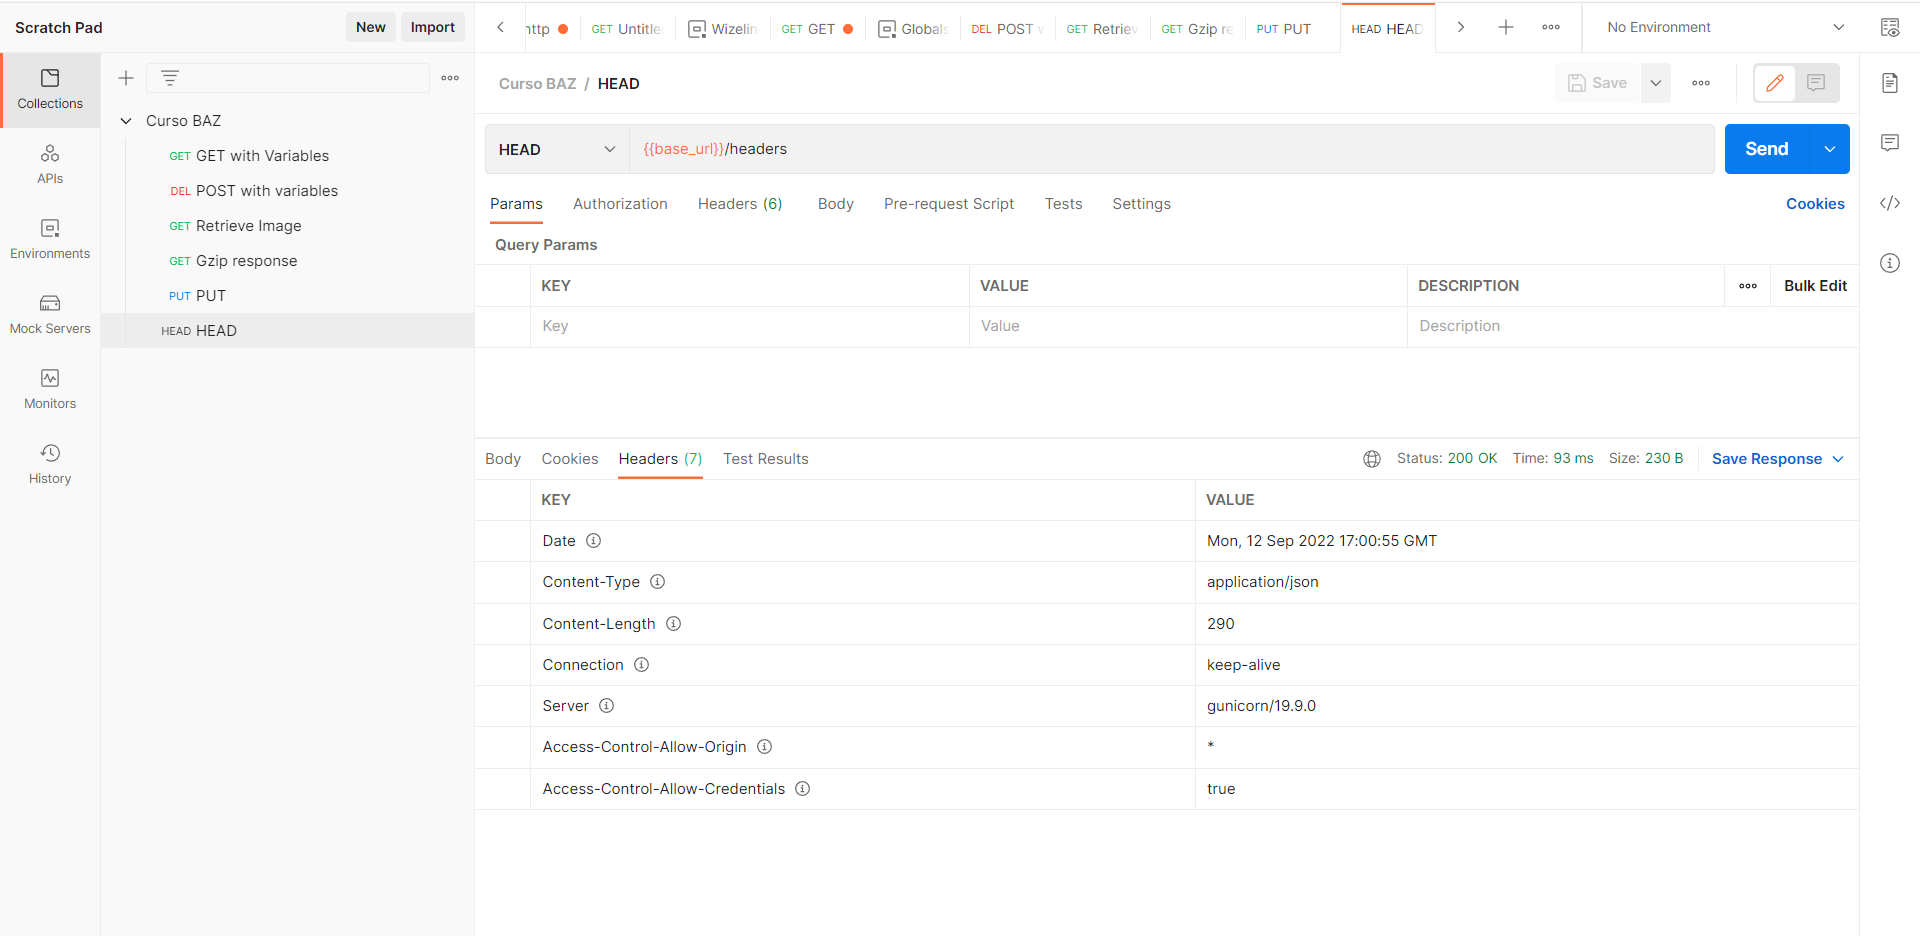 Scratch Pad
New
Import
http
GET Untitle
Wizelin
GET GET
Globals
DEL POST v
GET Retriev
GET Gzip re
PUT PUT
HEAD HEAD
No Environment
Collections
APIs
Environments
Mock Servers
Monitors
History
Curso BAZ
GET GET with Variables
DEL POST with variables
GET Retrieve Image
GET Gzip response
PUT PUT
HEAD HEAD
Curso BAZ / HEAD
Save
HEAD
{{base_url}}/headers
Send
Params Authorization Headers (6) Body Pre-request Script Tests Settings
Cookies
Query Params
KEY VALUE DESCRIPTION
Bulk Edit
Key Value Description
Body Cookies Headers (7) Test Results
Status: 200 OK Time: 93 ms Size: 230 B
Save Response
KEY VALUE
Date Mon, 12 Sep 2022 17:00:55 GMT
Content-Type application/json
Content-Length 290
Connection keep-alive
Server gunicorn/19.9.0
Access-Control-Allow-Origin *
Access-Control-Allow-Credentials true